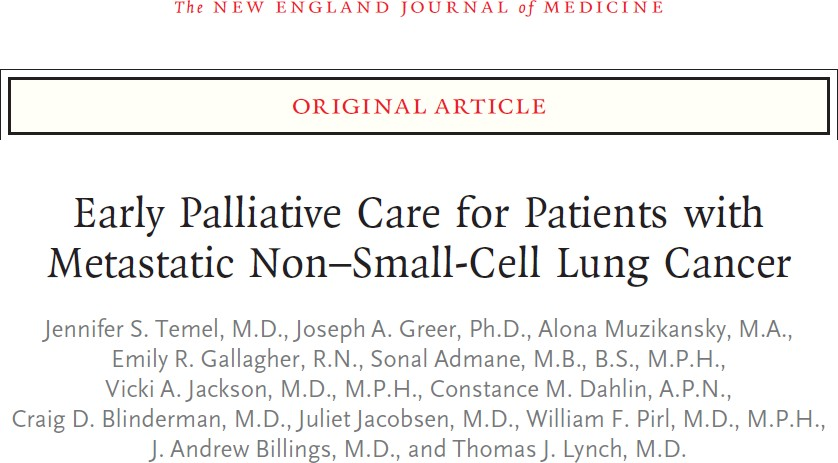 The NEW ENGLAND JOURNAL of MEDICINE
ORIGINAL ARTICLE
Early Palliative Care for Patients with
Metastatic Non–Small-Cell Lung Cancer
Jennifer S. Temel, M.D., Joseph A. Greer, Ph.D., Alona Muzikansky, M.A.,
Emily R. Gallagher, R.N., Sonal Admane, M.B., B.S., M.P.H.,
Vicki A. Jackson, M.D., M.P.H., Constance M. Dahlin, A.P.N.,
Craig D. Blinderman, M.D., Juliet Jacobsen, M.D., William F. Pirl, M.D., M.P.H.,
J. Andrew Billings, M.D., and Thomas J. Lynch, M.D.